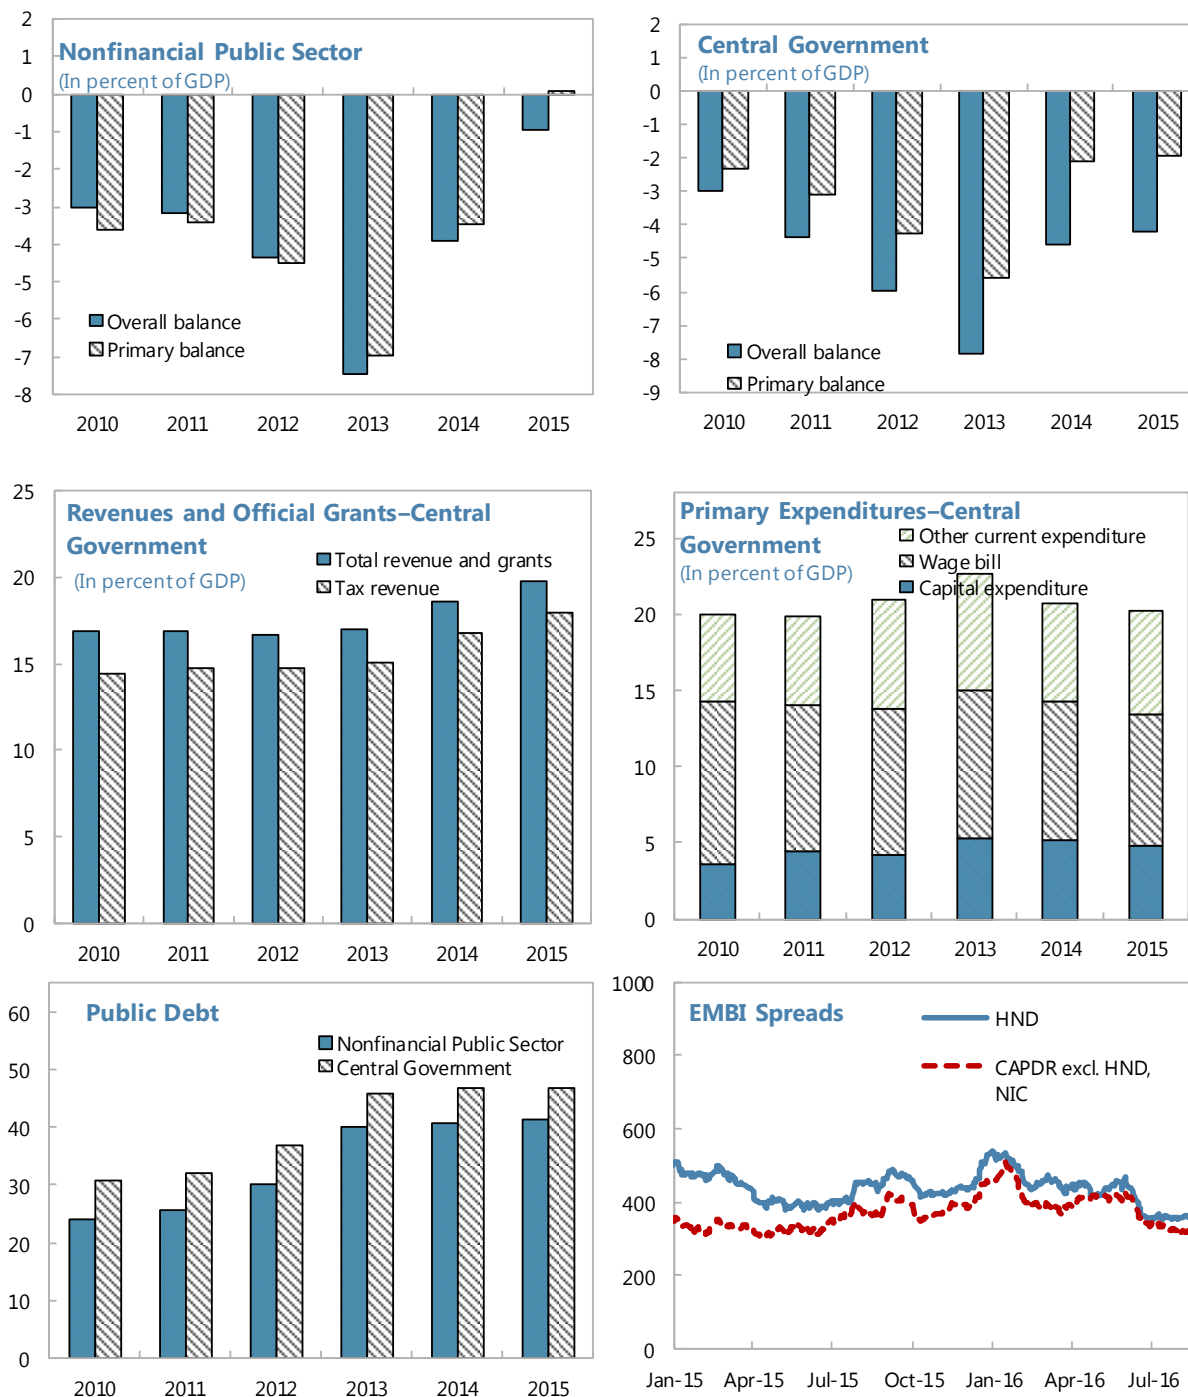 Nonfinancial Public Sector
(In percent of GDP)
2
1
0
-1
-2
-3
-4
-5
-6
-7
-8
Overall balance
Primary balance
2010 2011 2012 2013 2014 2015
Central Government
(In percent of GDP)
2
1
0
-1
-2
-3
-4
-5
-6
-7
-8
-9
Overall balance
Primary balance
2010 2011 2012 2013 2014 2015
Revenues and Official Grants–Central
Government
(In percent of GDP)
Total revenue and grants
Tax revenue
25
20
15
10
5
0
2010 2011 2012 2013 2014 2015
Primary Expenditures–Central
Government
(In percent of GDP)
Other current expenditure
Wage bill
Capital expenditure
25
20
15
10
5
0
2010 2011 2012 2013 2014 2015
Public Debt
Nonfinancial Public Sector
Central Government
60
50
40
30
20
10
0
2010 2011 2012 2013 2014 2015
EMBI Spreads
HND
CAPDR excl. HND,
NIC
1000
800
600
400
200
0
Jan-15 Apr-15 Jul-15 Oct-15 Jan-16 Apr-16 Jul-16